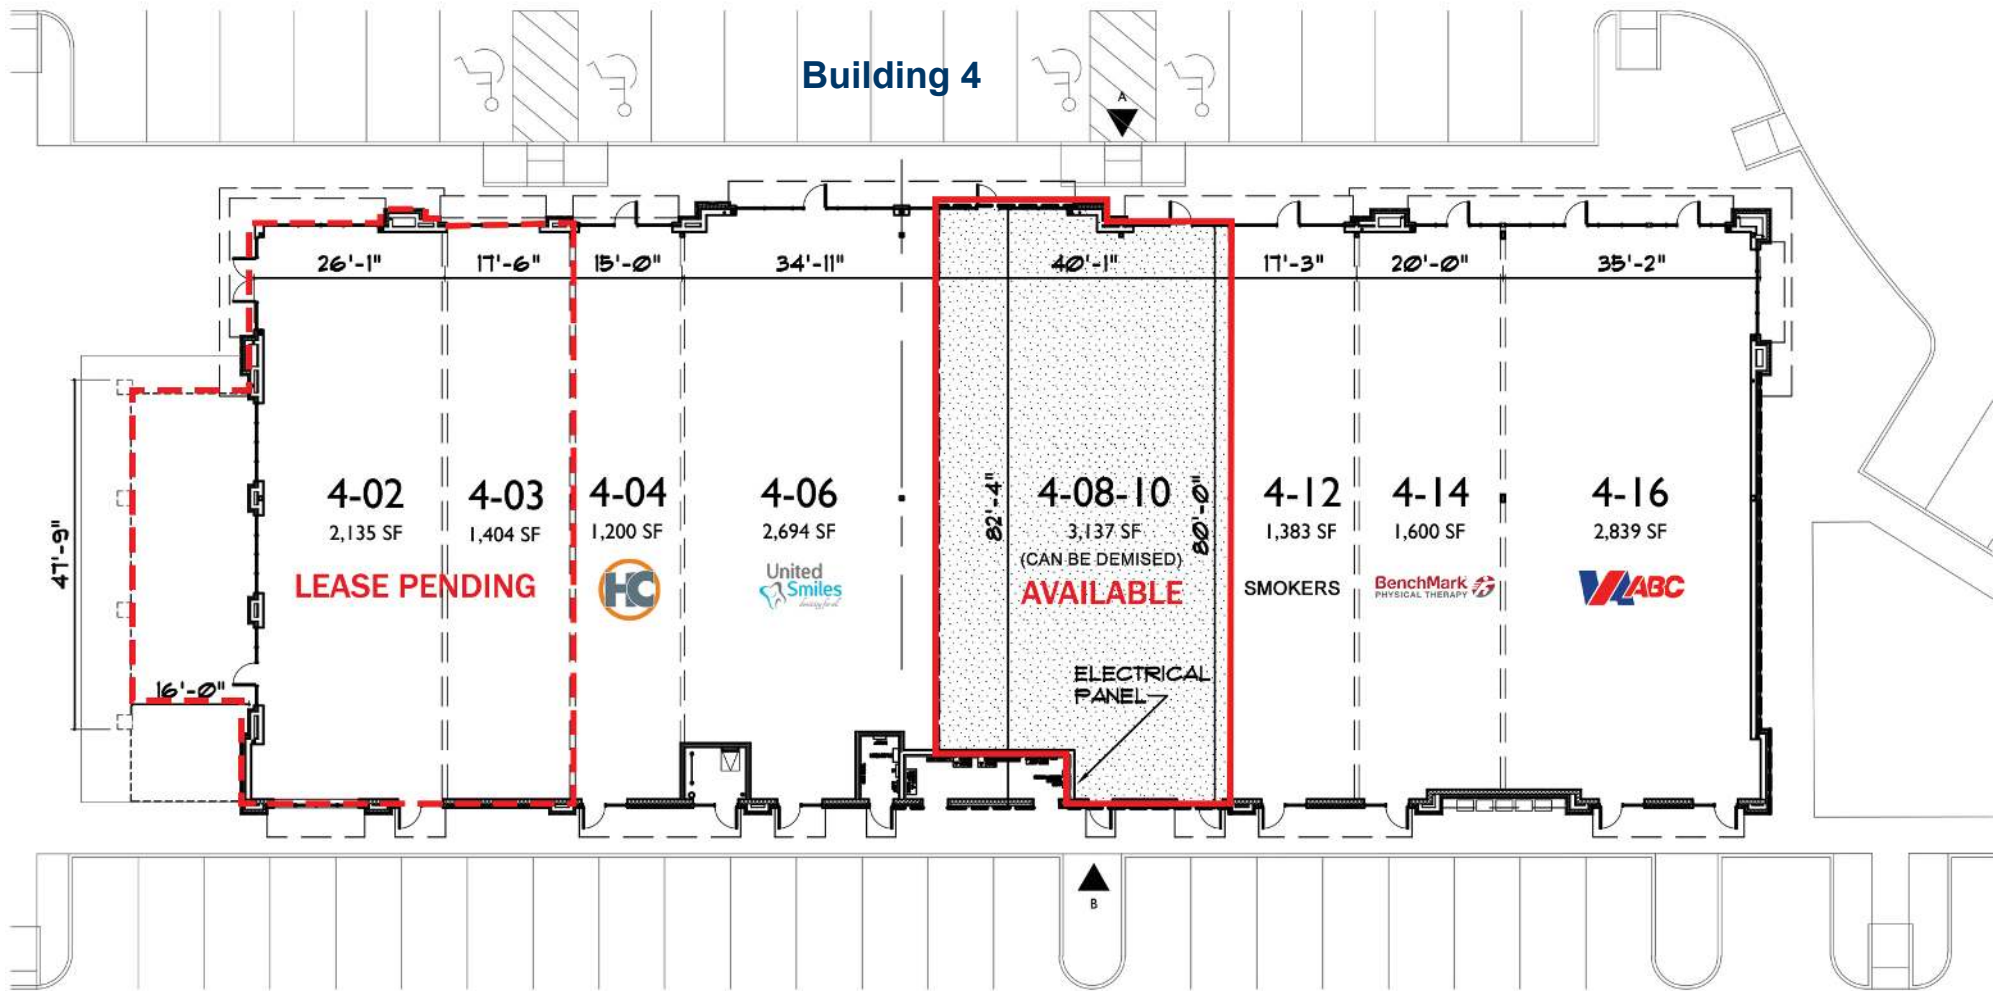 Building 4
A
26'-1"
17'-6"
15'-0"
34'-11"
40'-1"
17'-3"
20'-0"
35'-2"
47'-9"
16'-0"
4-02
2,135 SF
4-03
1,404 SF
LEASE PENDING
4-04
1,200 SF
HC
4-06
2,694 SF
United
Smiles
82'-4"
4-08-10
3,137 SF
(CAN BE DEMISED)
AVAILABLE
80'-0"
ELECTRICAL
PANEL
4-12
1,383 SF
SMOKERS
4-14
1,600 SF
BenchMark
PHYSICAL THERAPY
4-16
2,839 SF
VA ABC
B